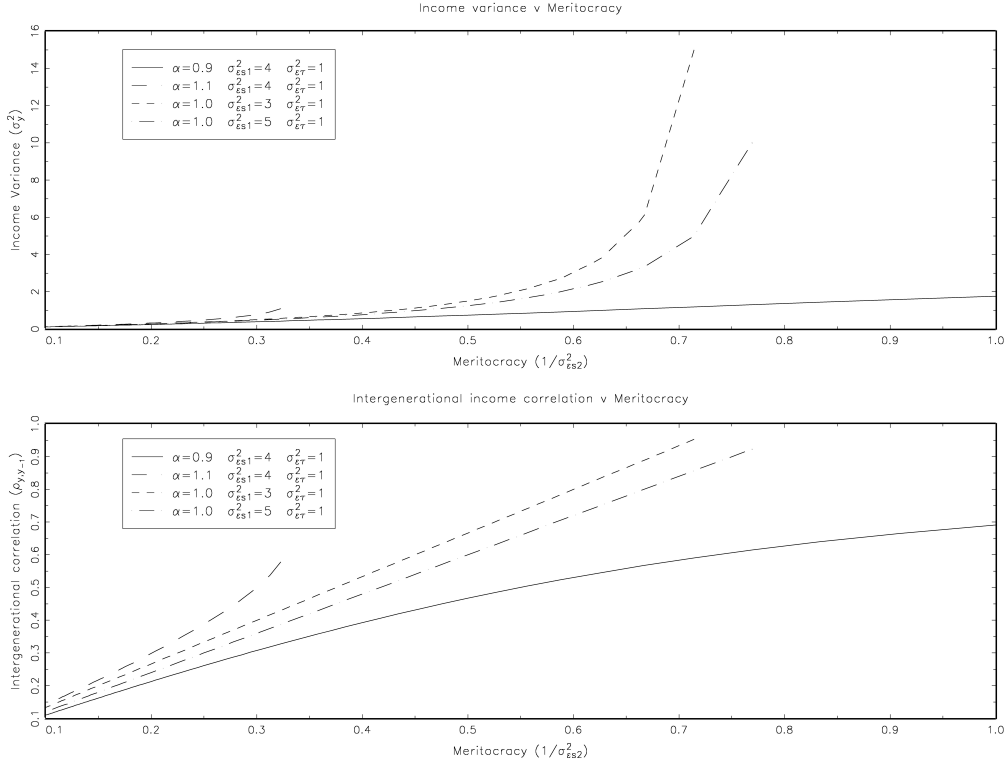 Income variance v Meritocracy
16
14
12
10
8
6
4
2
0
Income Variance (σ²y)
α=0.9 σ²εs1=4 σ²ετ=1
α=1.1 σ²εs1=4 σ²ετ=1
α=1.0 σ²εs1=3 σ²ετ=1
α=1.0 σ²εs1=5 σ²ετ=1
0.1 0.2 0.3 0.4 0.5 0.6 0.7 0.8 0.9 1.0
Meritocracy (1/σ²εs2)
Intergenerational income correlation v Meritocracy
1.0
0.9
0.8
0.7
0.6
0.5
0.4
0.3
0.2
0.1
Intergenerational correlation (ρy,y-1)
α=0.9 σ²εs1=4 σ²ετ=1
α=1.1 σ²εs1=4 σ²ετ=1
α=1.0 σ²εs1=3 σ²ετ=1
α=1.0 σ²εs1=5 σ²ετ=1
0.1 0.2 0.3 0.4 0.5 0.6 0.7 0.8 0.9 1.0
Meritocracy (1/σ²εs2)